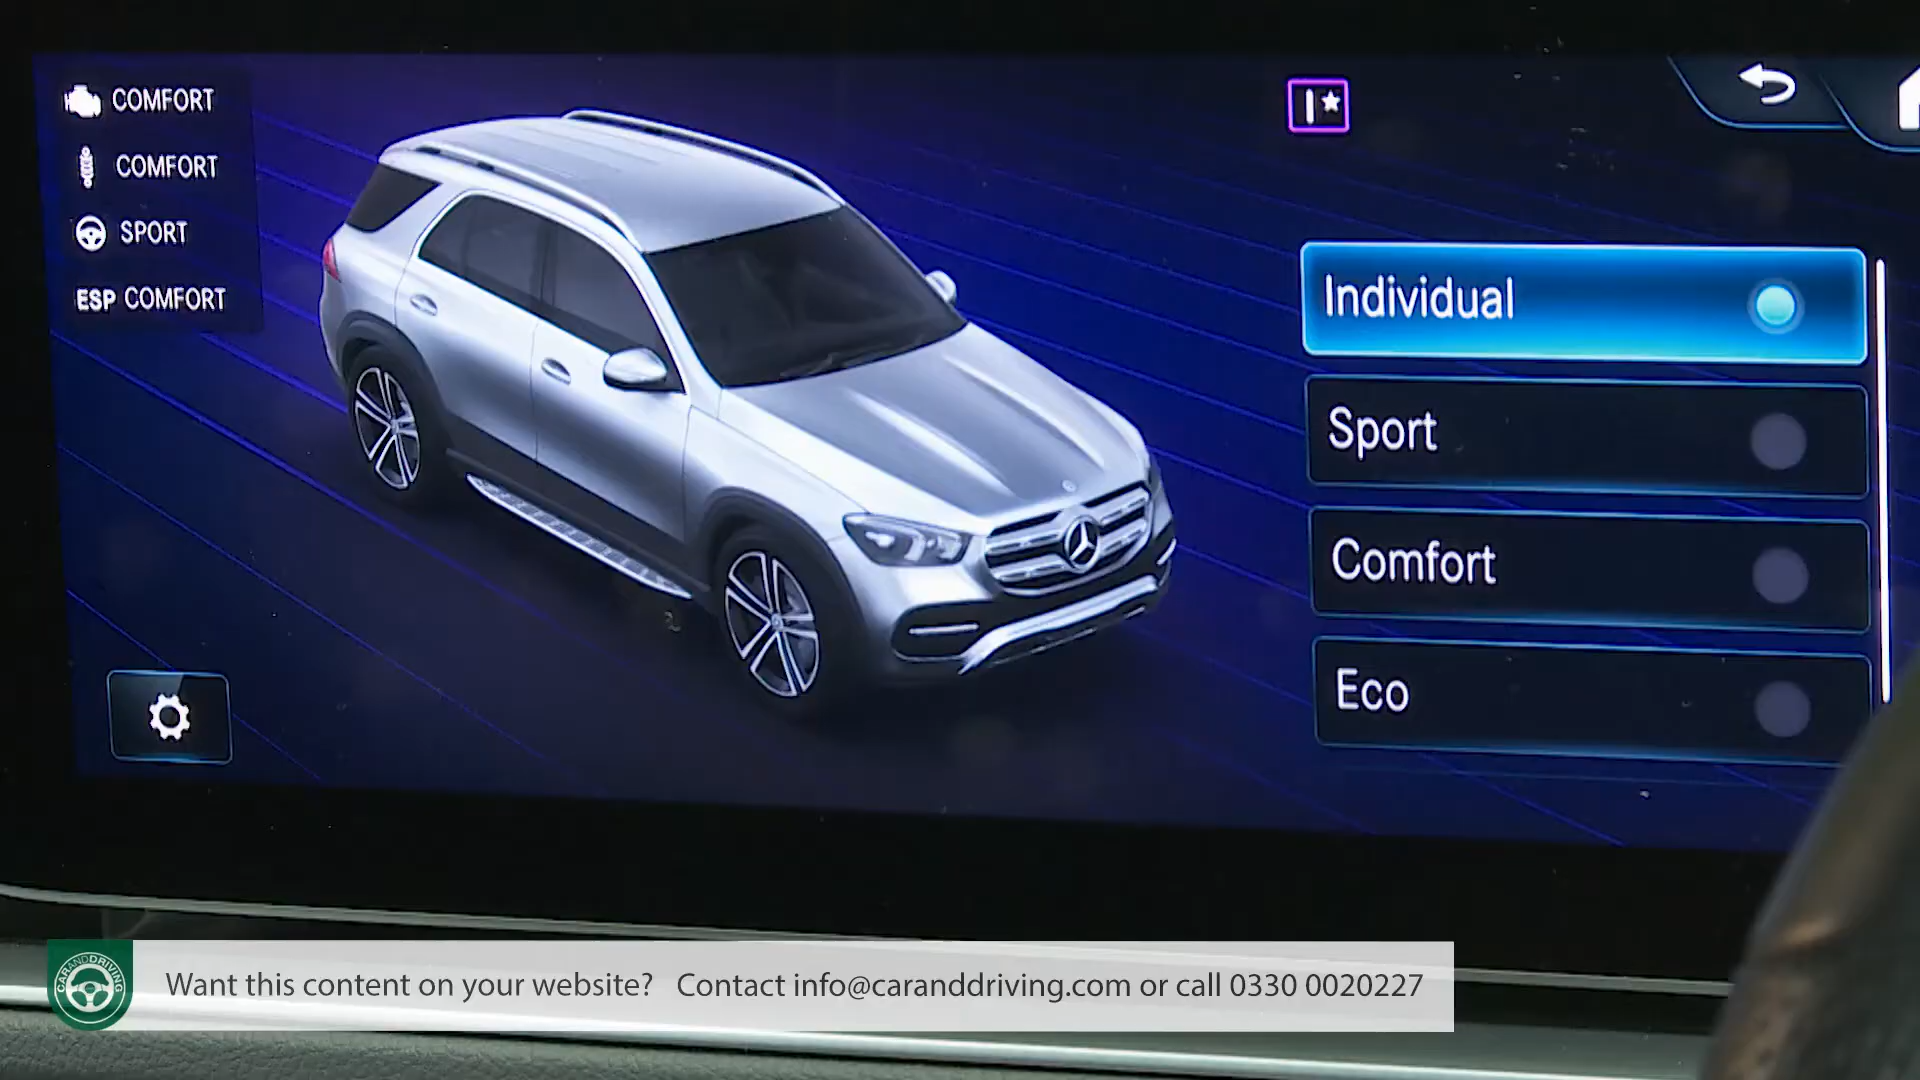 COMFORT
COMFORT
SPORT
ESP COMFORT
Individual
Sport
Comfort
Eco
CARANDDRIVING
Want this content on your website? Contact info@caranddriving.com or call 0330 0020227